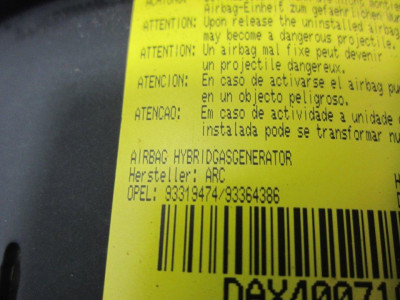 Airbag-Einheit zum gefaehrlichen
ATTENTION: Upon release the uninstalled airbag
may become a dangerous projectile.
ATTENTION: Un airbag mal fixe peut devenir
un projectile dangereux.
ATENCION: En caso de activarse el airbag
en un objeto peligroso.
ATENCAO: Em caso de actividade a unidade
instalada pode se transformar
AIRBAG HYBRIDGASGENERATOR
Hersteller: ARC
OPEL: 93319474/93364386